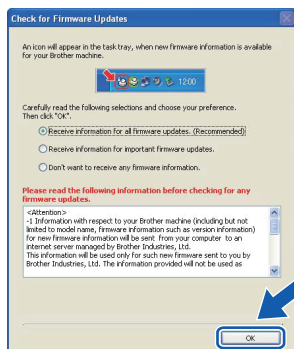 Check for Firmware Updates
An icon will appear in the task tray, when new firmware information is available
for your Brother machine.
12:00
Carefully read the following selections and choose your preference.
Then click "OK".
Receive information for all firmware updates. (Recommended)
Receive information for important firmware updates.
Don't want to receive any firmware information.
Please read the following information before checking for any
firmware updates.
<Attention>
-1 Information with respect to your Brother machine (including but not
limited to model name, firmware information such as version information)
for new firmware information will be sent from your computer to an
internet server managed by Brother Industries, Ltd.
This information will be used only for such new firmware sent to you by
Brother Industries, Ltd. The information provided will not be used as
OK